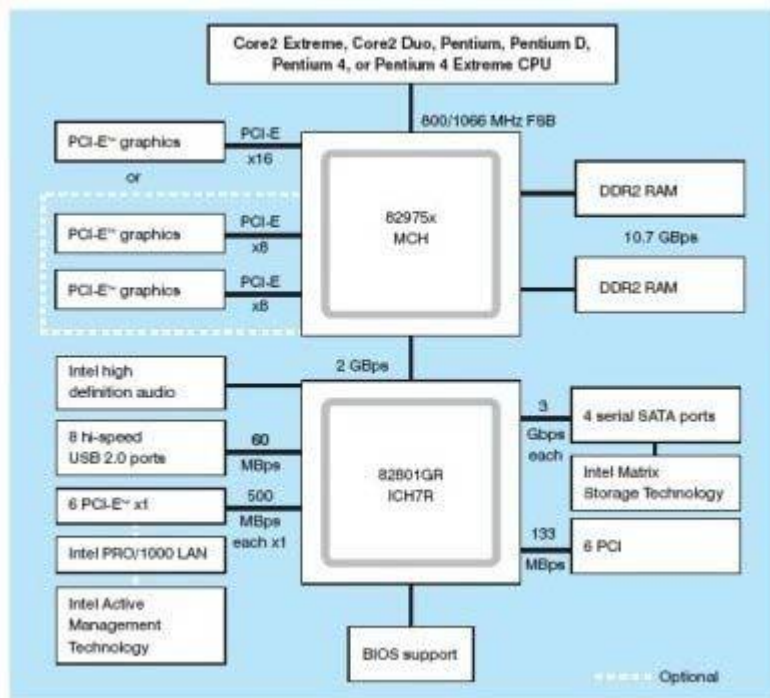 Core2 Extreme, Core2 Duo, Pentium, Pentium D,
Pentium 4, or Pentium 4 Extreme CPU
800/1066 MHz FSB
PCI-E™ graphics
PCI-E
x16
or
PCI-E™ graphics
PCI-E
x8
PCI-E™ graphics
PCI-E
x8
82975x
MCH
DDR2 RAM
10.7 GBps
DDR2 RAM
2 GBps
Intel high
definition audio
8 hi-speed
USB 2.0 ports
60
MBps
6 PCI-E™ x1
500
MBps
each x1
Intel PRO/1000 LAN
Intel Active
Management
Technology
82801GR
ICH7R
3
Gbps
each
4 serial SATA ports
Intel Matrix
Storage Technology
133
MBps
6 PCI
BIOS support
Optional